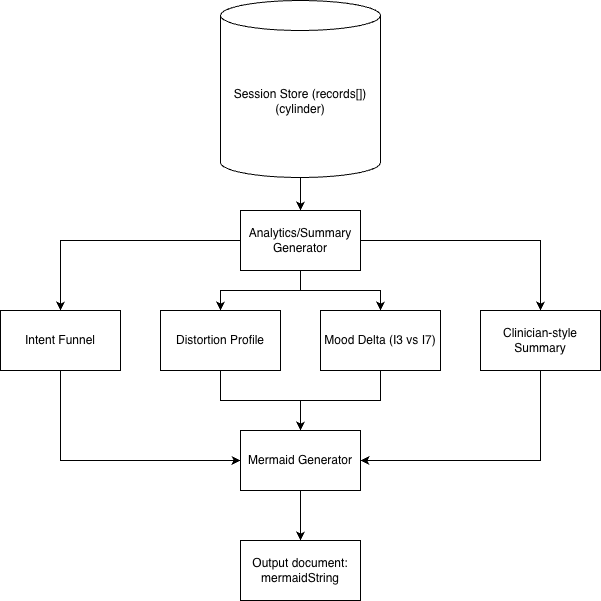 Session Store (records[])
(cylinder)
Analytics/Summary
Generator
Intent Funnel
Distortion Profile
Mood Delta (I3 vs I7)
Clinician-style
Summary
Mermaid Generator
Output document:
mermaidString